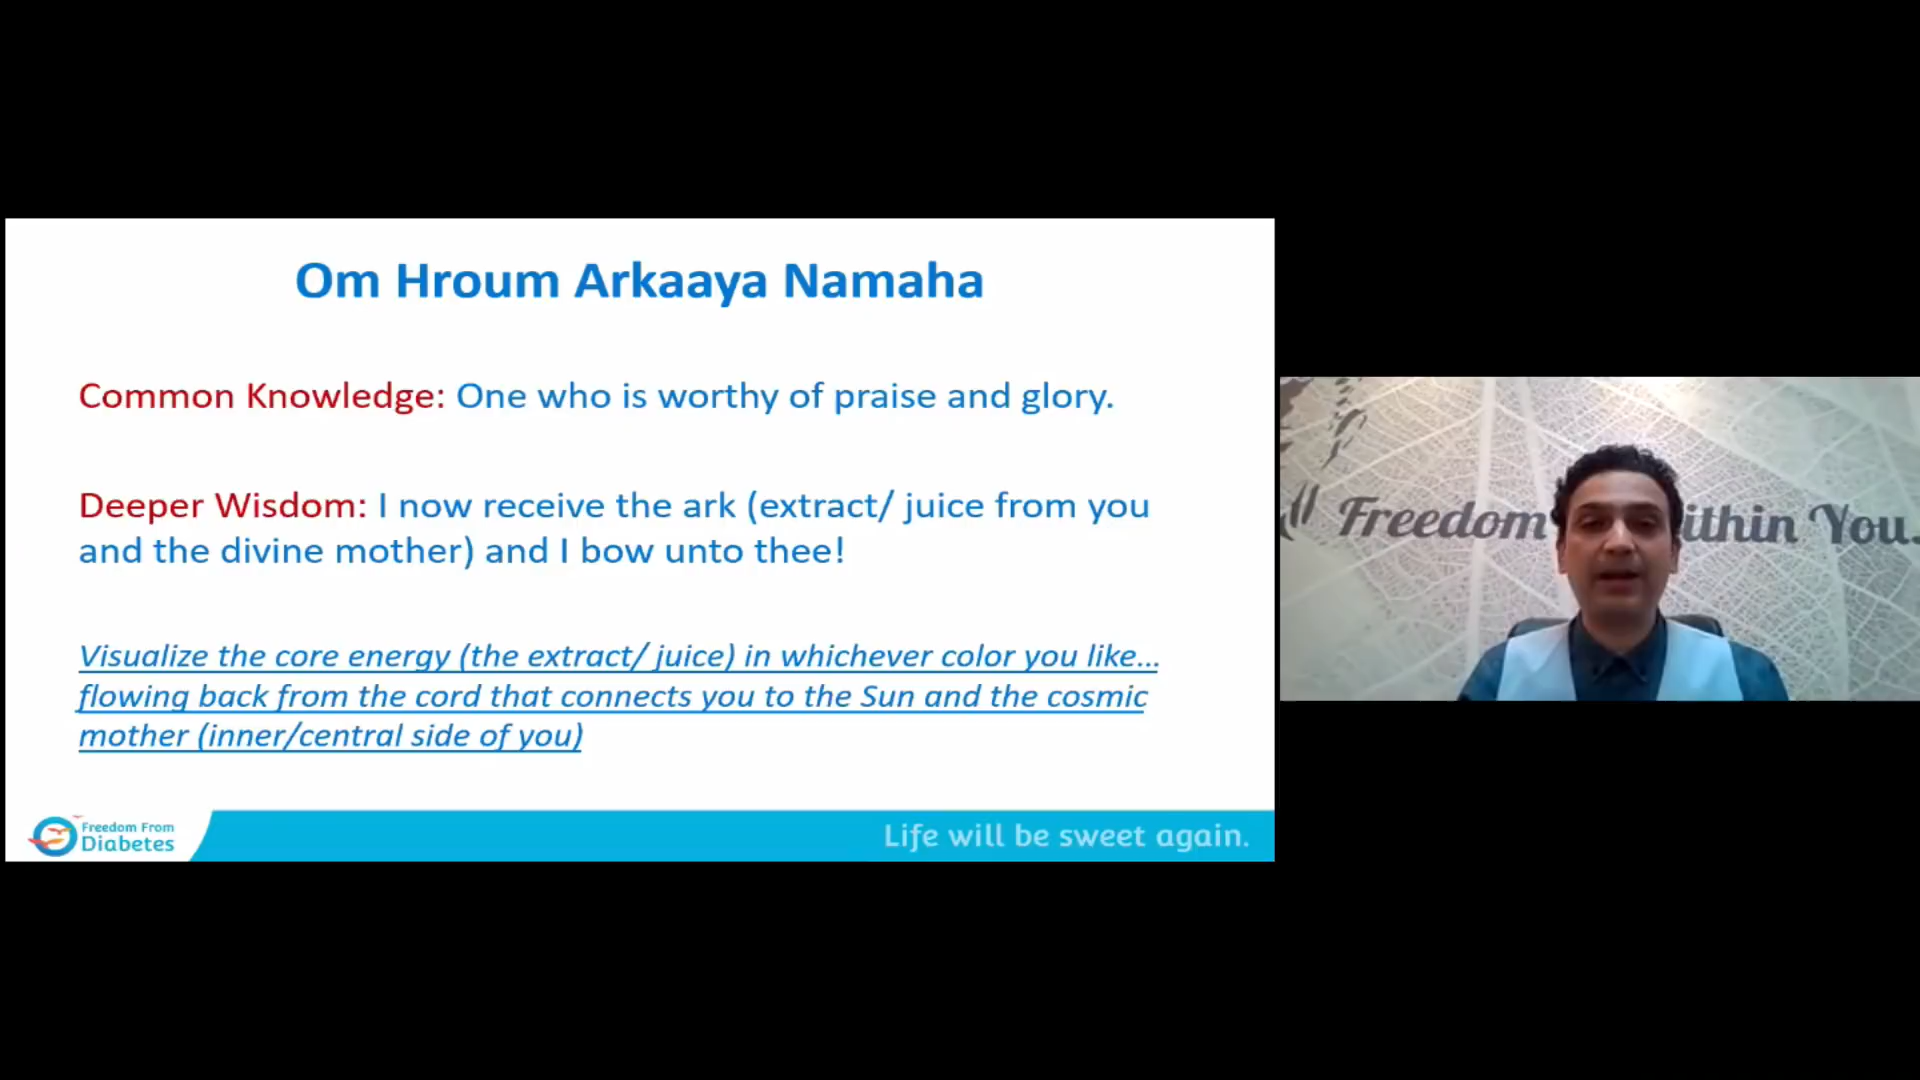 Om Hroum Arkaaya Namaha
Common Knowledge: One who is worthy of praise and glory.
Deeper Wisdom: I now receive the ark (extract/ juice from you
and the divine mother) and I bow unto thee!
Visualize the core energy (the extract/ juice) in whichever color you like...
flowing back from the cord that connects you to the Sun and the cosmic
mother (inner/central side of you)
Freedom From
Diabetes
Life will be sweet again.
Freedom You.